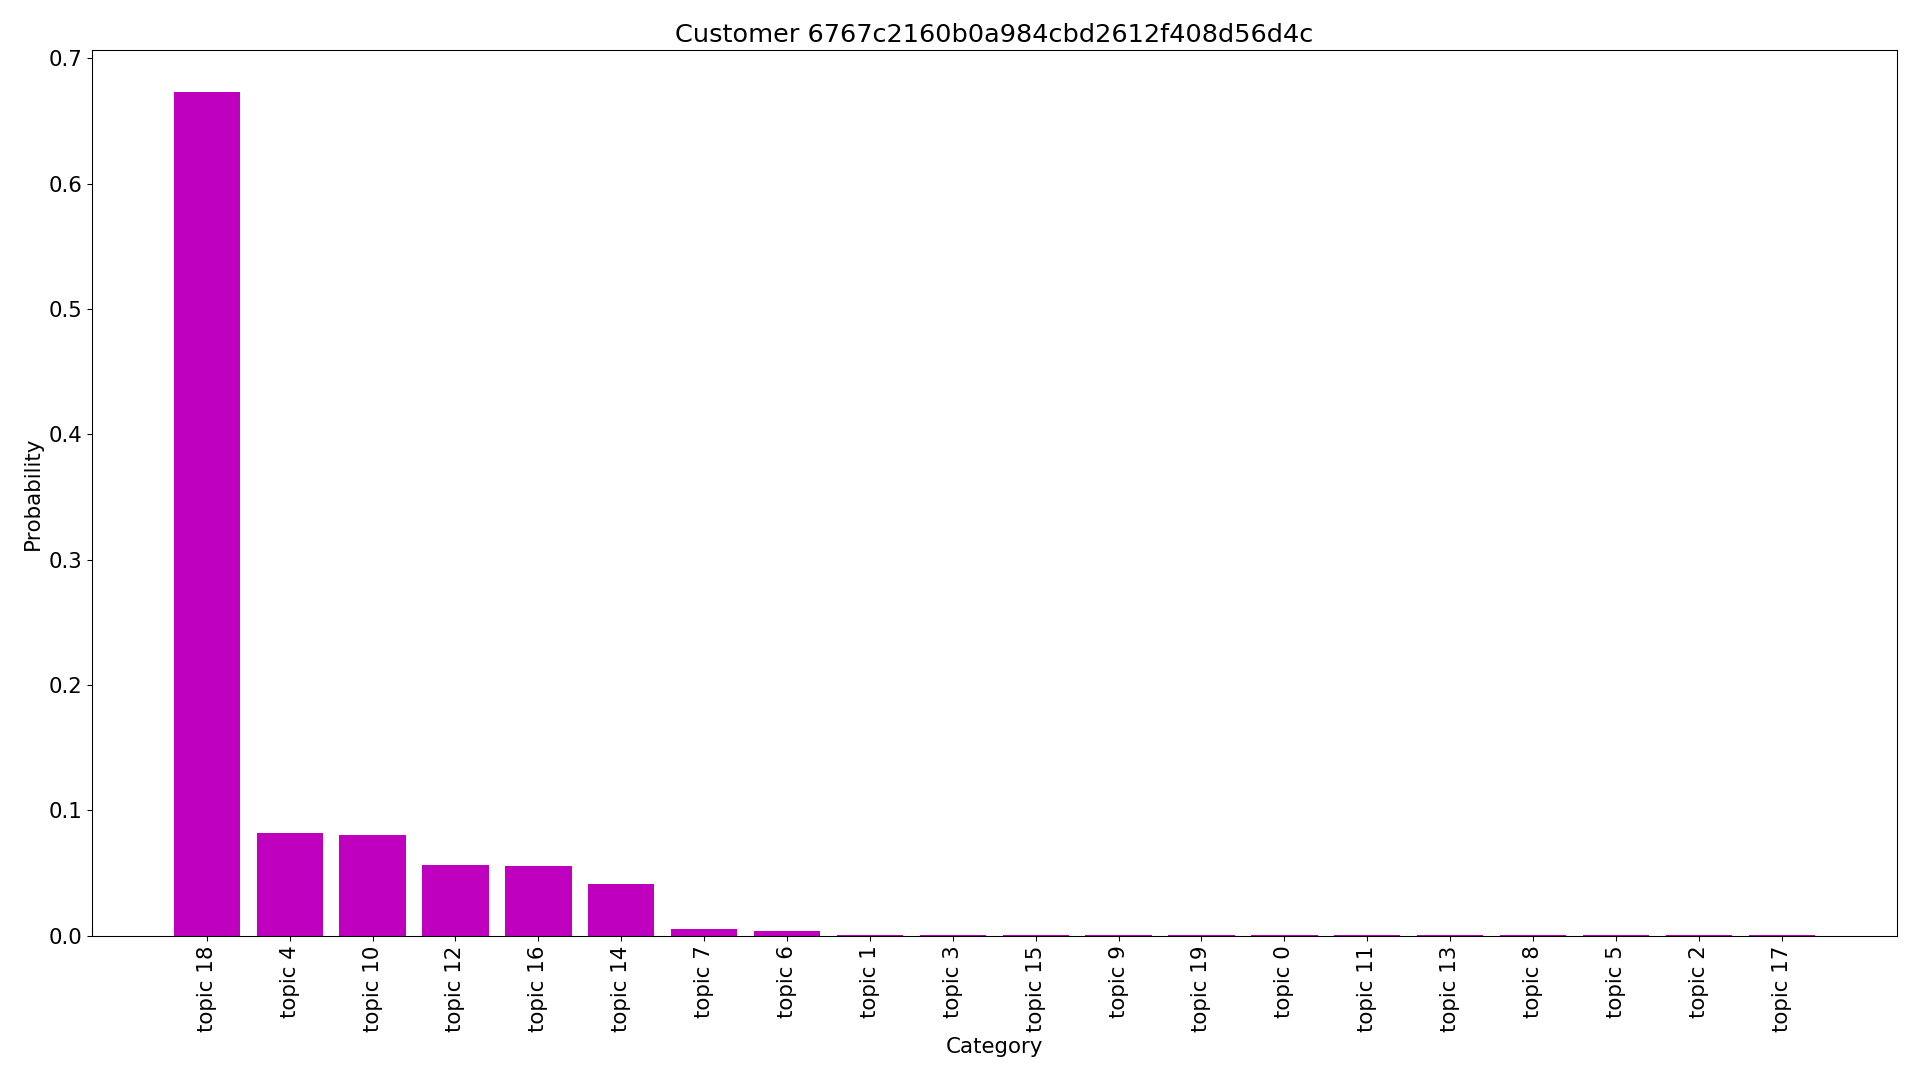 Customer 6767c2160b0a984cbd2612f408d56d4c
0.7
0.6
0.5
0.4
0.3
0.2
0.1
0.0
Probability
topic 18
topic 4
topic 10
topic 12
topic 16
topic 14
topic 7
topic 6
topic 1
topic 3
topic 15
topic 9
topic 19
topic 0
topic 11
topic 13
topic 8
topic 5
topic 2
topic 17
Category